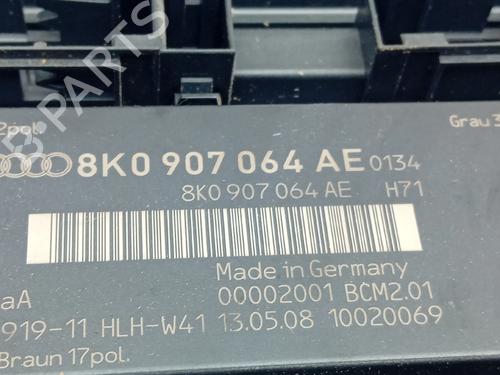 2pol.
Grau 3
8K0 907 064 AE 0134
8K0 907 064 AE H71
Made in Germany
aA 00002001 BCM2.01
919-11 HLH-W41 13.05.08 10020069
Braun 17pol.
B-PARTS